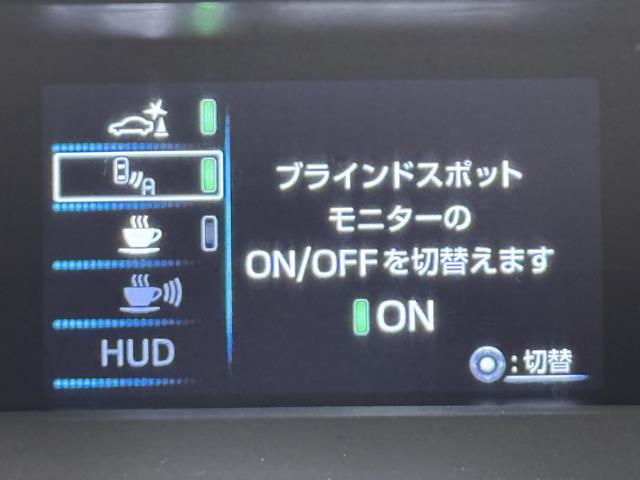 ブラインドスポット
モニターの
ON/OFFを切替えます
ON
HUD
:切替